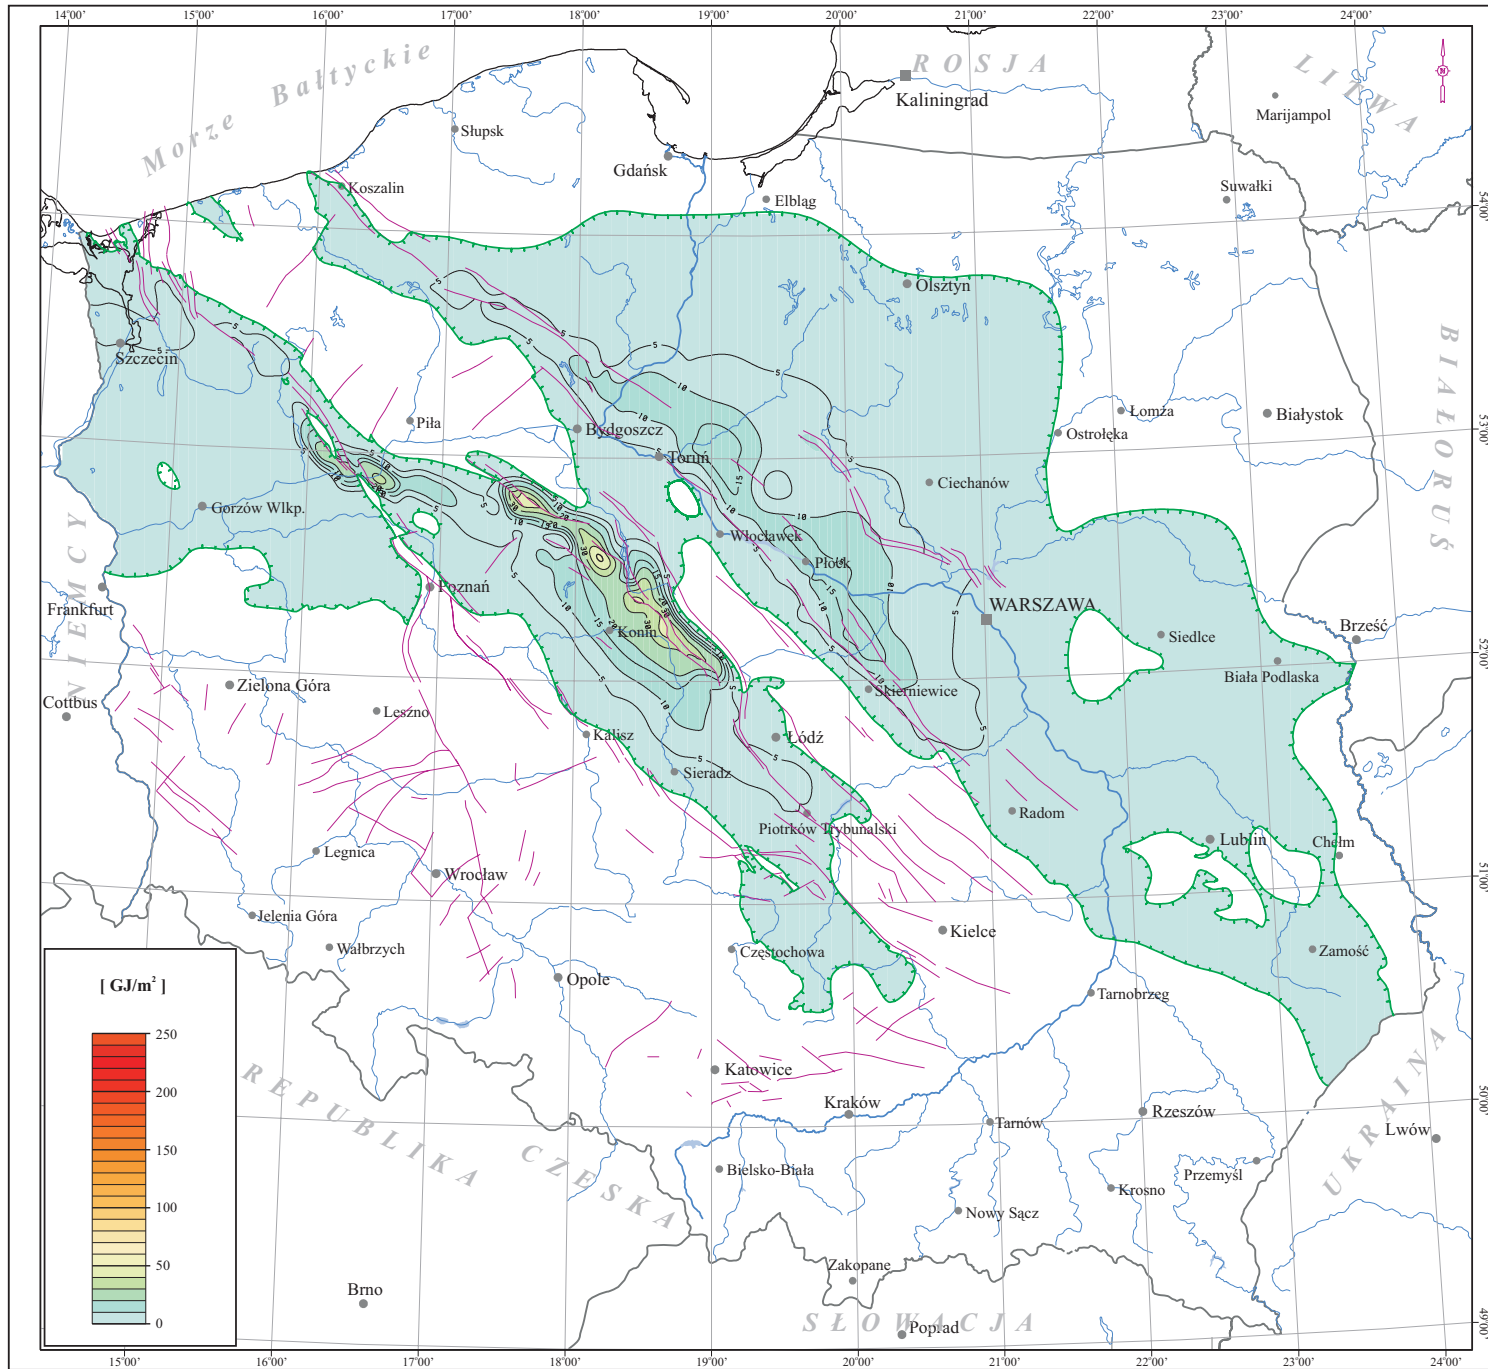 14°00' 15°00' 16°00' 17°00' 18°00' 19°00' 20°00' 21°00' 22°00' 23°00' 24°00'
Morze Bałtyckie
ROSJA
LITWA
N
Kaliningrad
Marijampol
Słupsk
Gdańsk
Koszalin
Elbląg
Suwałki
54°00'
Olsztyn
Szczecin
BIAŁORUŚ
Piła
Bydgoszcz
Łomża
Białystok
Ostrołęka
53°00'
Toruń
Ciechanów
Gorzów Wlkp.
Włocławek
Płock
NIEMCY
Frankfurt
Poznań
WARSZAWA
Konin
Siedlce
Brześć
52°00'
Biała Podlaska
Zielona Góra
Cottbus
Leszno
Skierniewice
Kalisz
Łódź
Sieradz
Radom
Piotrków Trybunalski
Legnica
Lublin
Chełm
Wrocław
51°00'
Jelenia Góra
Wałbrzych
Kielce
Częstochowa
Zamość
Opole
Tarnobrzeg
[ GJ/m² ]
250
200
150
100
50
0
REPUBLIKA CZESKA
Katowice
Kraków
Tarnów
Rzeszów
50°00'
Lwów
UKRAINA
Bielsko-Biała
Przemyśl
Krosno
Nowy Sącz
Zakopane
Brno
SŁOWACJA
Poprad
49°00'
15°00' 16°00' 17°00' 18°00' 19°00' 20°00' 21°00' 22°00' 23°00' 24°00'